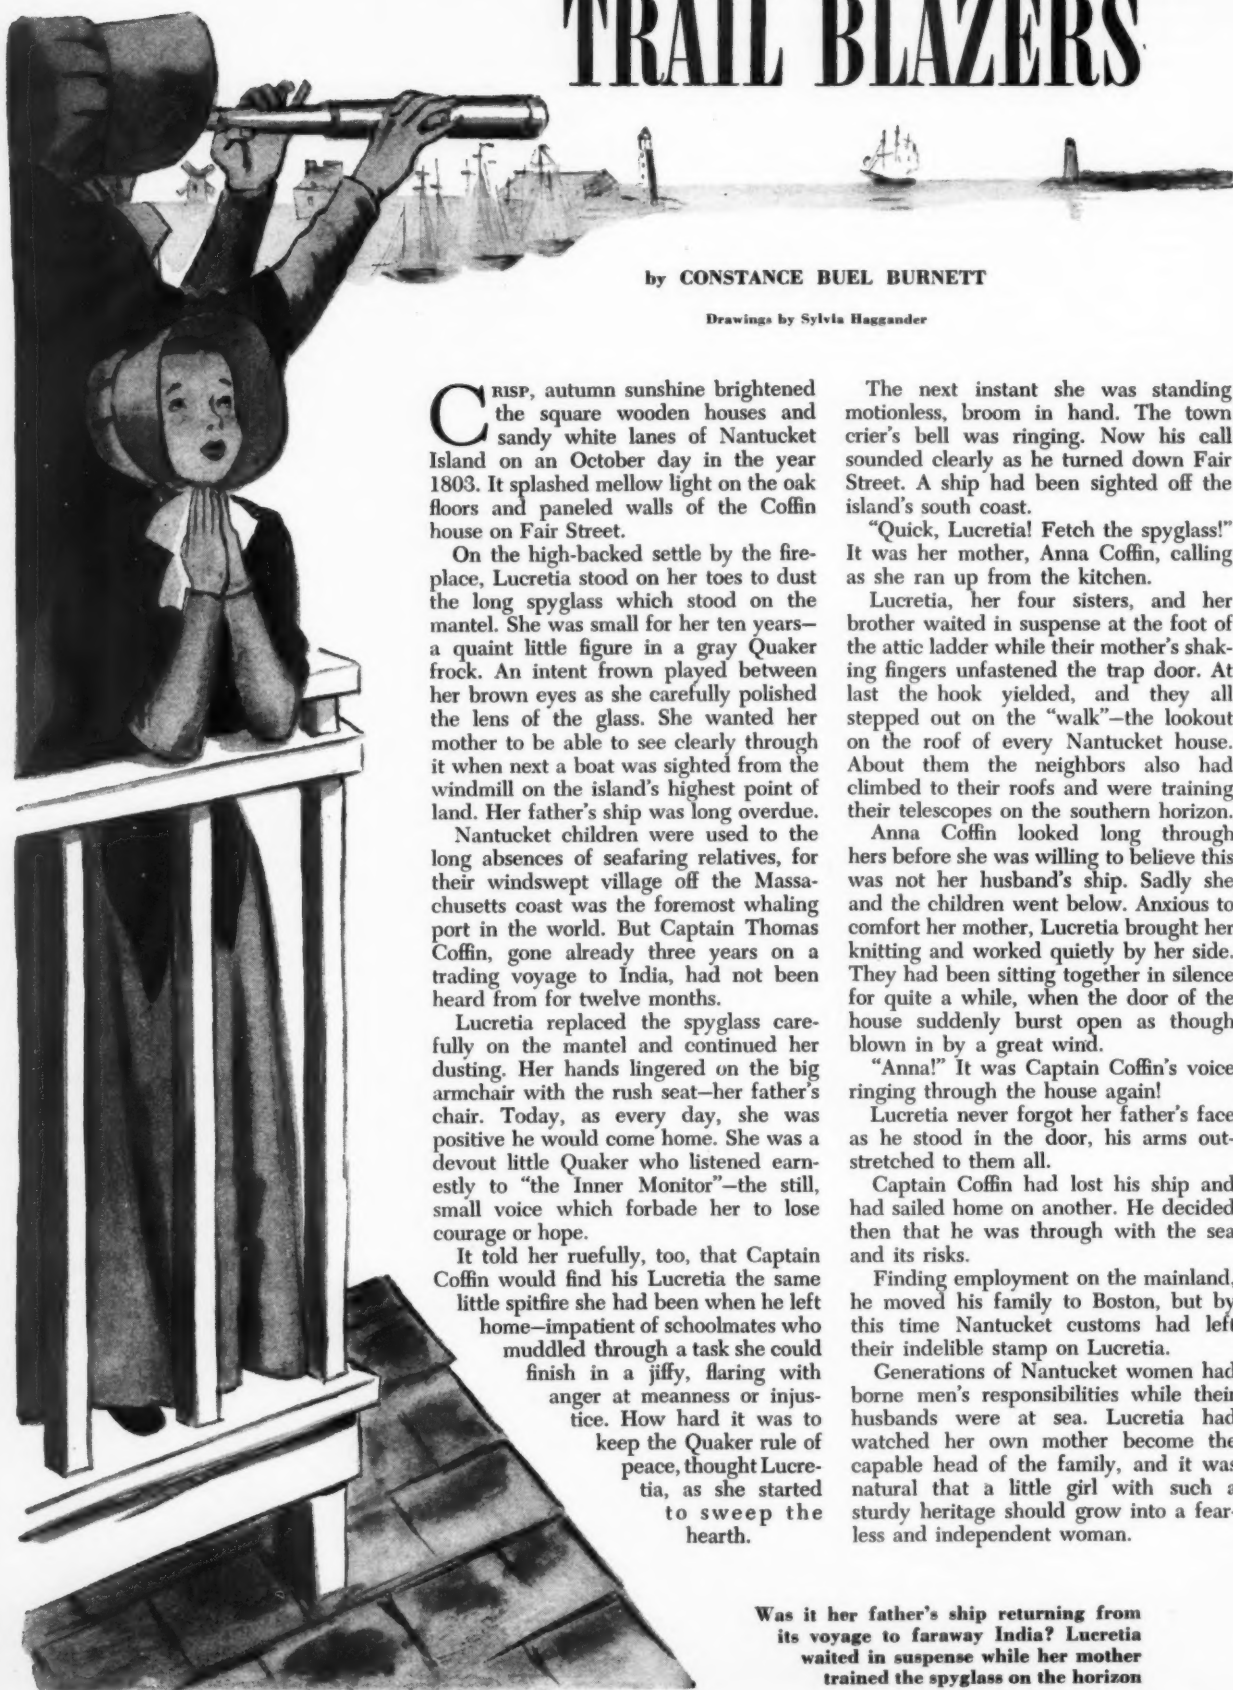 TRAIL BLAZERS
by CONSTANCE BUEL BURNETT
Drawings by Sylvia Haggander
CRISP, autumn sunshine brightened
the square wooden houses and
sandy white lanes of Nantucket
Island on an October day in the year
1803. It splashed mellow light on the oak
floors and paneled walls of the Coffin
house on Fair Street.
On the high-backed settle by the fire-
place, Lucretia stood on her toes to dust
the long spyglass which stood on the
mantel. She was small for her ten years—
a quaint little figure in a gray Quaker
frock. An intent frown played between
her brown eyes as she carefully polished
the lens of the glass. She wanted her
mother to be able to see clearly through
it when next a boat was sighted from the
windmill on the island's highest point of
land. Her father's ship was long overdue.
Nantucket children were used to the
long absences of seafaring relatives, for
their windswept village off the Massa-
chusetts coast was the foremost whaling
port in the world. But Captain Thomas
Coffin, gone already three years on a
trading voyage to India, had not been
heard from for twelve months.
Lucretia replaced the spyglass care-
fully on the mantel and continued her
dusting. Her hands lingered on the big
armchair with the rush seat—her father's
chair. Today, as every day, she was
positive he would come home. She was a
devout little Quaker who listened earn-
estly to “the Inner Monitor”—the still,
small voice which forbade her to lose
courage or hope.
It told her ruefully, too, that Captain
Coffin would find his Lucretia the same
little spitfire she had been when he left
home—impatient of schoolmates who
muddled through a task she could
finish in a jiffy, flaring with
anger at meanness or injus-
tice. How hard it was to
keep the Quaker rule of
peace, thought Lucre-
tia, as she started
to sweep the
hearth.
The next instant she was standing
motionless, broom in hand. The town
crier's bell was ringing. Now his call
sounded clearly as he turned down Fair
Street. A ship had been sighted off the
island's south coast.
“Quick, Lucretia! Fetch the spyglass!”
It was her mother, Anna Coffin, calling
as she ran up from the kitchen.
Lucretia, her four sisters, and her
brother waited in suspense at the foot of
the attic ladder while their mother's shak-
ing fingers unfastened the trap door. At
last the hook yielded, and they all
stepped out on the “walk”—the lookout
on the roof of every Nantucket house.
About them the neighbors also had
climbed to their roofs and were training
their telescopes on the southern horizon.
Anna Coffin looked long through
hers before she was willing to believe this
was not her husband's ship. Sadly she
and the children went below. Anxious to
comfort her mother, Lucretia brought her
knitting and worked quietly by her side.
They had been sitting together in silence
for quite a while, when the door of the
house suddenly burst open as though
blown in by a great wind.
“Anna!” It was Captain Coffin's voice
ringing through the house again!
Lucretia never forgot her father's face
as he stood in the door, his arms out-
stretched to them all.
Captain Coffin had lost his ship and
had sailed home on another. He decided
then that he was through with the sea
and its risks.
Finding employment on the mainland,
he moved his family to Boston, but by
this time Nantucket customs had left
their indelible stamp on Lucretia.
Generations of Nantucket women had
borne men's responsibilities while their
husbands were at sea. Lucretia had
watched her own mother become the
capable head of the family, and it was
natural that a little girl with such a
sturdy heritage should grow into a fear-
less and independent woman.
Was it her father's ship returning from
its voyage to faraway India? Lucretia
waited in suspense while her mother
trained the spyglass on the horizon